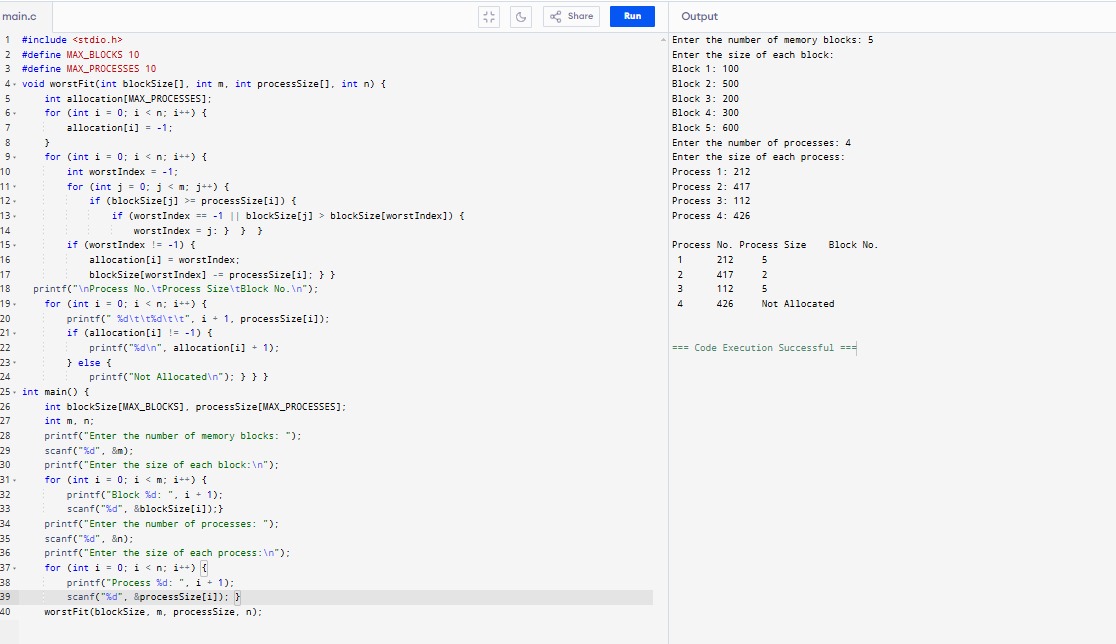 main.c
Share
Run
Output
1 #include <stdio.h>
2 #define MAX_BLOCKS 10
3 #define MAX_PROCESSES 10
4 void worstFit(int blockSize[], int m, int processSize[], int n) {
5     int allocation[MAX_PROCESSES];
6     for (int i = 0; i < n; i++) {
7         allocation[i] = -1;
8     }
9     for (int i = 0; i < n; i++) {
10         int worstIndex = -1;
11         for (int j = 0; j < m; j++) {
12             if (blockSize[j] >= processSize[i]) {
13                 if (worstIndex == -1 || blockSize[j] > blockSize[worstIndex]) {
14                     worstIndex = j; }  }  }
15         if (worstIndex != -1) {
16             allocation[i] = worstIndex;
17             blockSize[worstIndex] -= processSize[i]; } }
18   printf("\nProcess No.\tProcess Size\tBlock No.\n");
19     for (int i = 0; i < n; i++) {
20         printf(" %d\t\t%d\t\t", i + 1, processSize[i]);
21         if (allocation[i] != -1) {
22             printf("%d\n", allocation[i] + 1);
23         } else {
24             printf("Not Allocated\n"); } } }
25 int main() {
26     int blockSize[MAX_BLOCKS], processSize[MAX_PROCESSES];
27     int m, n;
28     printf("Enter the number of memory blocks: ");
29     scanf("%d", &m);
30     printf("Enter the size of each block:\n");
31     for (int i = 0; i < m; i++) {
32         printf("Block %d: ", i + 1);
33         scanf("%d", &blockSize[i]);}
34     printf("Enter the number of processes: ");
35     scanf("%d", &n);
36     printf("Enter the size of each process:\n");
37     for (int i = 0; i < n; i++) {
38         printf("Process %d: ", i + 1);
39         scanf("%d", &processSize[i]); }
40     worstFit(blockSize, m, processSize, n);
Enter the number of memory blocks: 5
Enter the size of each block:
Block 1: 100
Block 2: 500
Block 3: 200
Block 4: 300
Block 5: 600
Enter the number of processes: 4
Enter the size of each process:
Process 1: 212
Process 2: 417
Process 3: 112
Process 4: 426
Process No. Process Size    Block No.
1      212     5
2      417     2
3      112     5
4      426     Not Allocated
=== Code Execution Successful ===